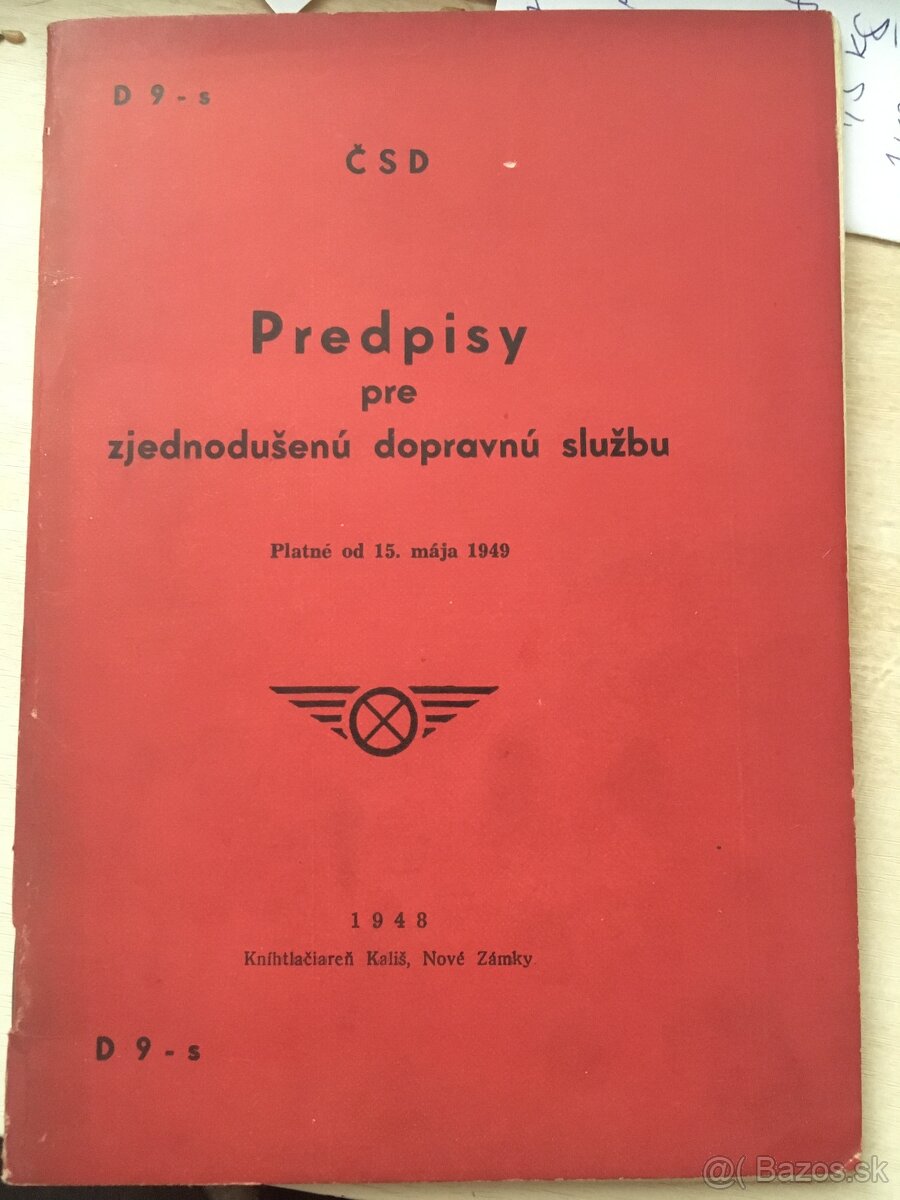 D 9 - s
ČSD
Predpisy
pre
zjednodušenú dopravnú službu
Platné od 15. mája 1949
1948
Kníhtlačiareň Kališ, Nové Zámky
D 9 - s
@( Bazos.sk